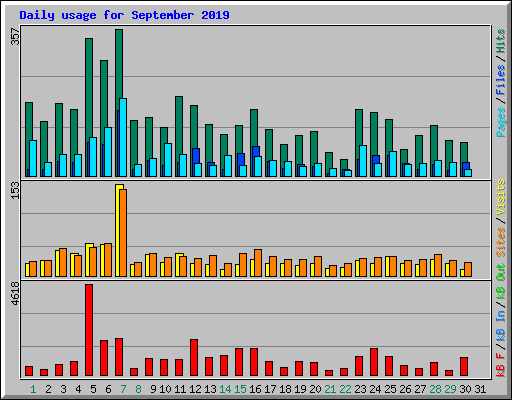 Daily usage for September 2019
357
Pages / Files / Hits
153
Sites / Visits
4618
kB F / kB In / kB Out
1 2 3 4 5 6 7 8 9 10 11 12 13 14 15 16 17 18 19 20 21 22 23 24 25 26 27 28 29 30 31